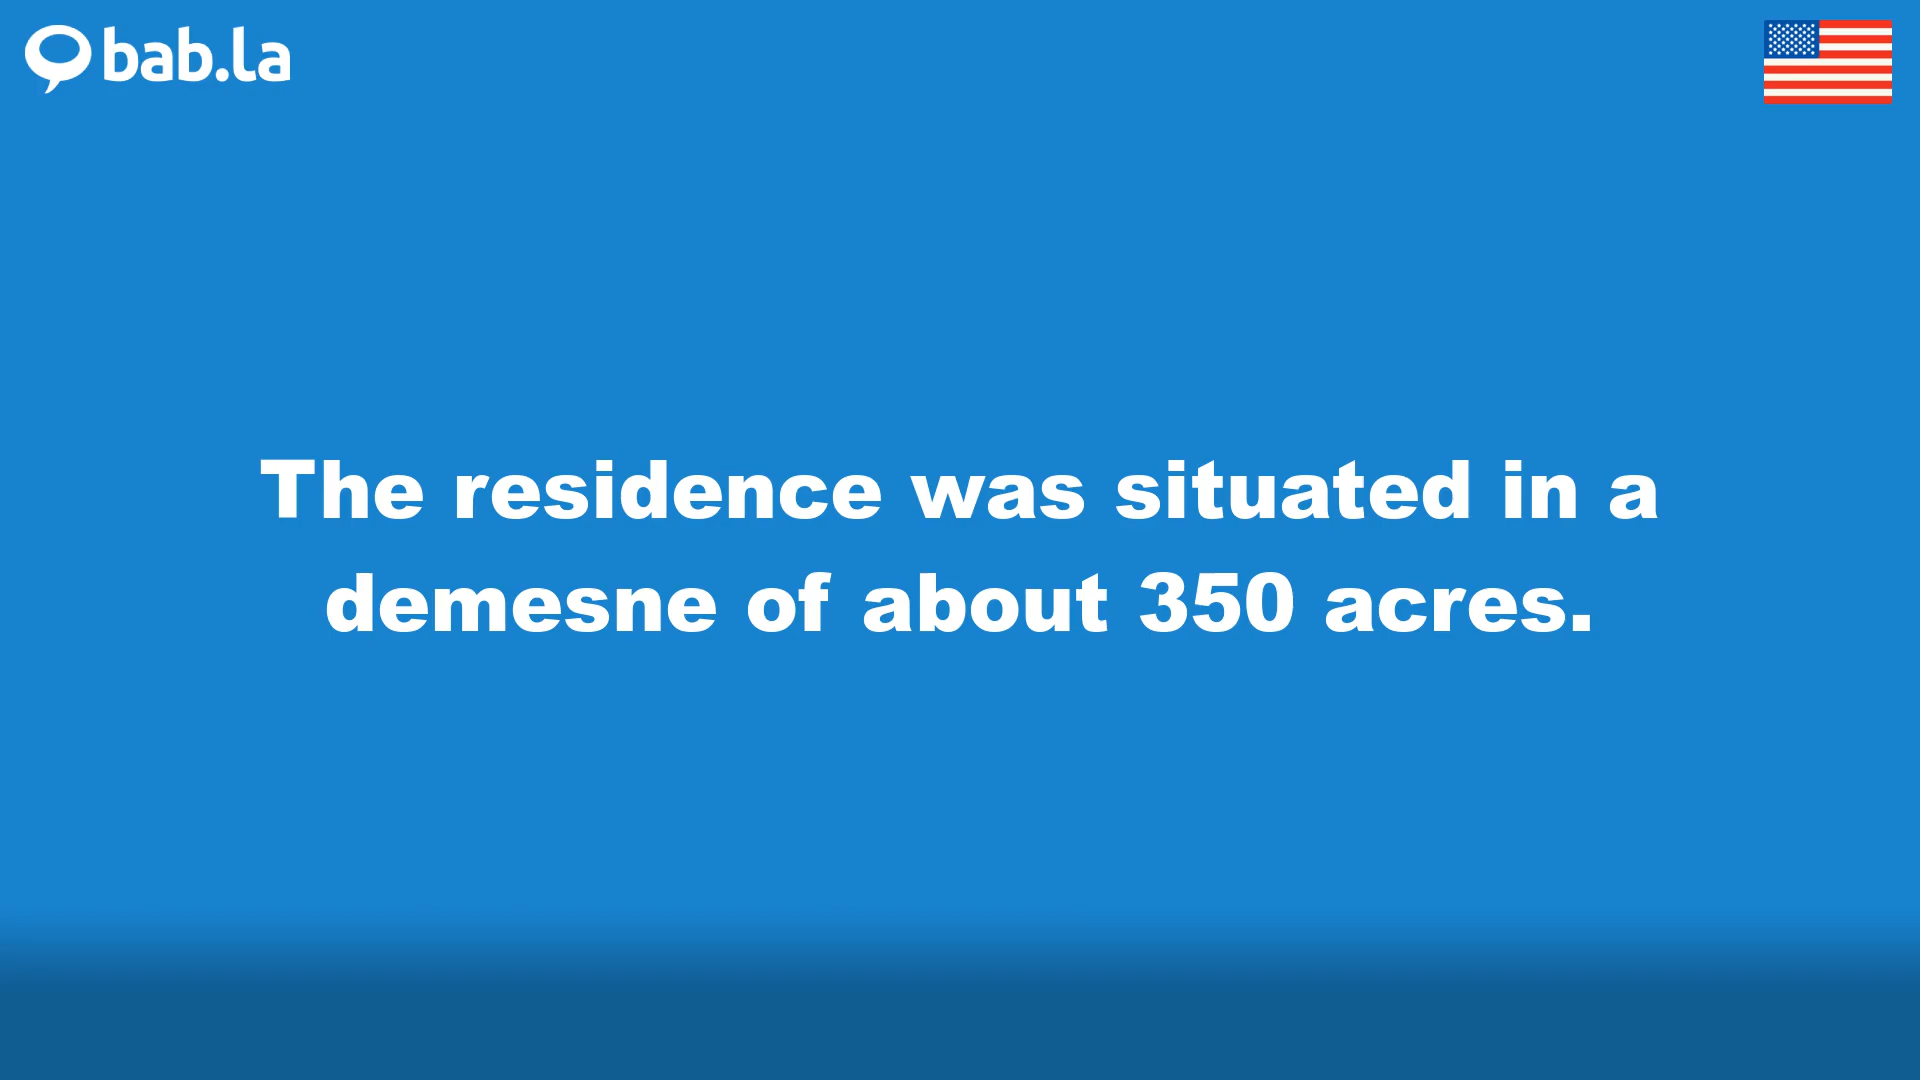 bab.la
The residence was situated in a
demesne of about 350 acres.